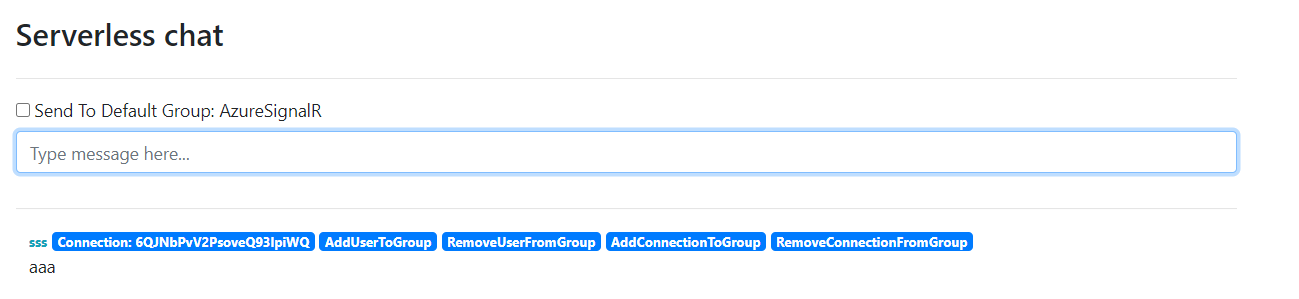 Serverless chat
Send To Default Group: AzureSignalR
Type message here...
sss Connection: 6QJNbPvV2PsoveQ93IpiWQ AddUserToGroup RemoveUserFromGroup AddConnectionToGroup RemoveConnectionFromGroup
aaa